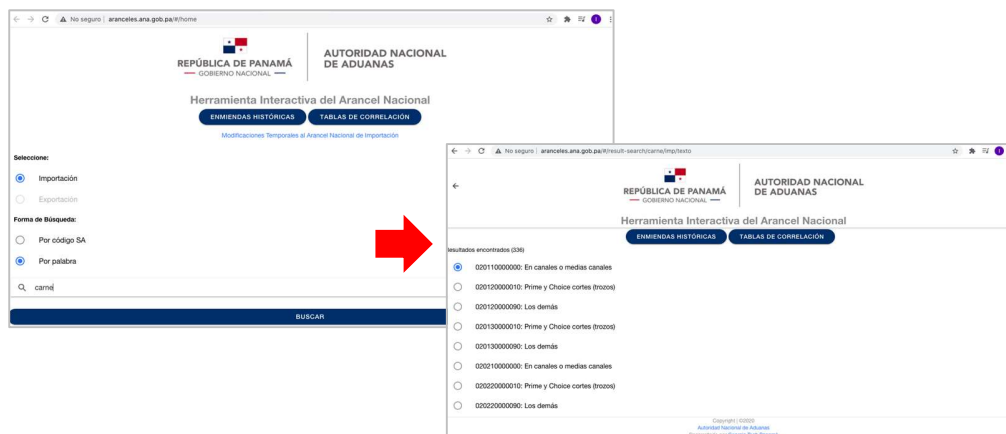 No seguro | aranceles.ana.gob.pa/#/home
REPÚBLICA DE PANAMÁ
— GOBIERNO NACIONAL —
AUTORIDAD NACIONAL
DE ADUANAS
Herramienta Interactiva del Arancel Nacional
ENMIENDAS HISTÓRICAS
TABLAS DE CORRELACIÓN
Modificaciones Temporales al Arancel Nacional de Importación
Seleccione:
Importación
Exportación
Forma de Búsqueda:
Por código SA
Por palabra
carne
BUSCAR
No seguro | aranceles.ana.gob.pa/#/result-search/carne/imp/texto
REPÚBLICA DE PANAMÁ
— GOBIERNO NACIONAL —
AUTORIDAD NACIONAL
DE ADUANAS
Herramienta Interactiva del Arancel Nacional
ENMIENDAS HISTÓRICAS
TABLAS DE CORRELACIÓN
Resultados encontrados (336)
020110000000: En canales o medias canales
020120000010: Prime y Choice cortes (trozos)
020120000090: Los demás
020130000010: Prime y Choice cortes (trozos)
020130000090: Los demás
020210000000: En canales o medias canales
020220000010: Prime y Choice cortes (trozos)
020220000090: Los demás
Copyright | ©2020
Autoridad Nacional de Aduanas